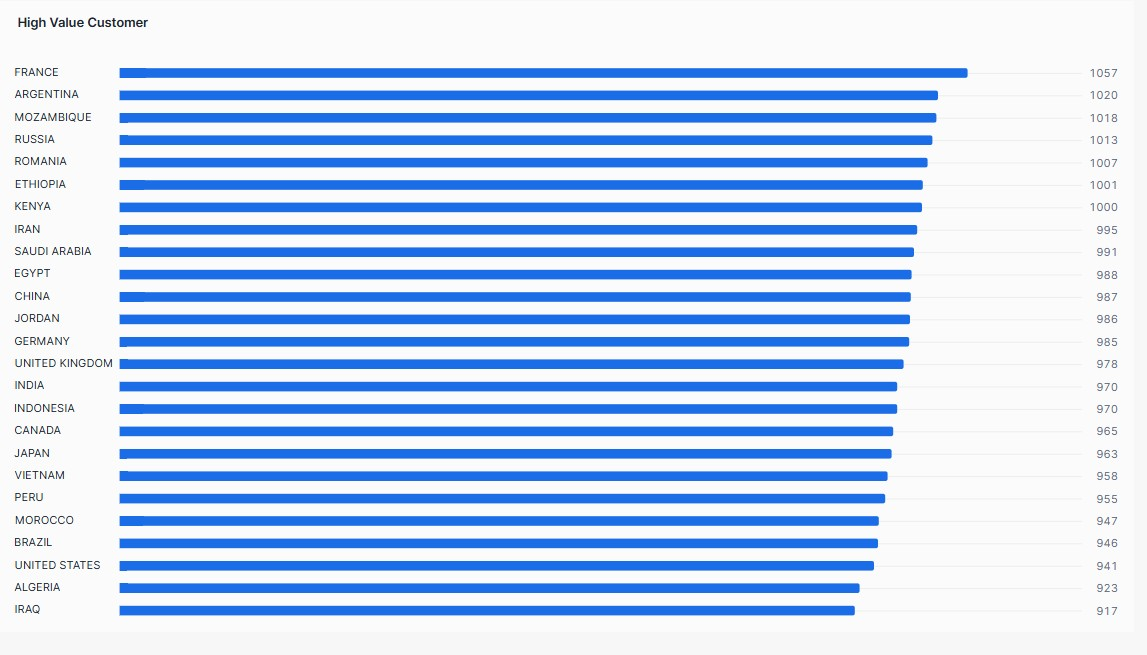 High Value Customer
FRANCE 1057
ARGENTINA 1020
MOZAMBIQUE 1018
RUSSIA 1013
ROMANIA 1007
ETHIOPIA 1001
KENYA 1000
IRAN 995
SAUDI ARABIA 991
EGYPT 988
CHINA 987
JORDAN 986
GERMANY 985
UNITED KINGDOM 978
INDIA 970
INDONESIA 970
CANADA 965
JAPAN 963
VIETNAM 958
PERU 955
MOROCCO 947
BRAZIL 946
UNITED STATES 941
ALGERIA 923
IRAQ 917